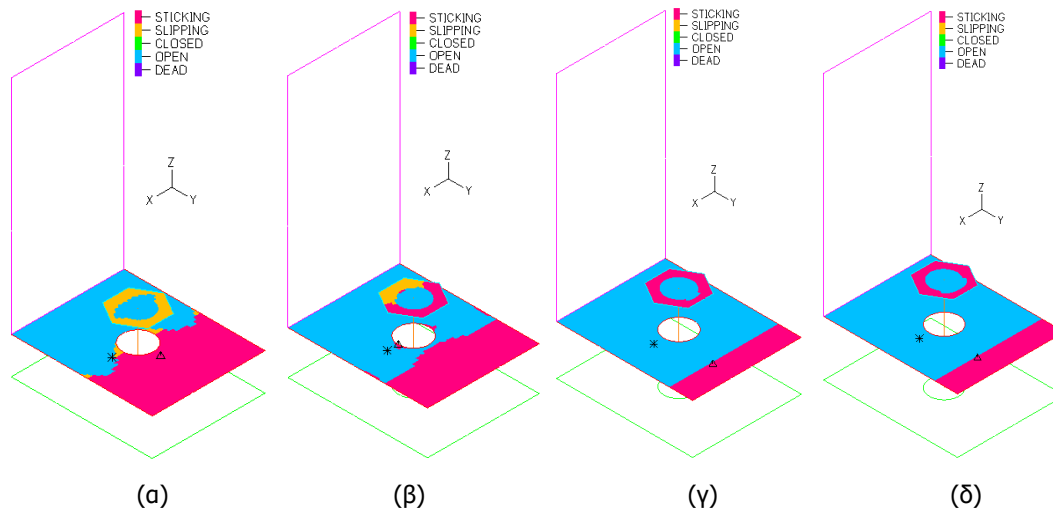 STICKING
SLIPPING
CLOSED
OPEN
DEAD
Z
X
Y
(α)
STICKING
SLIPPING
CLOSED
OPEN
DEAD
Z
X
Y
(β)
STICKING
SLIPPING
CLOSED
OPEN
DEAD
Z
X
Y
(γ)
STICKING
SLIPPING
CLOSED
OPEN
DEAD
Z
X
Y
(δ)